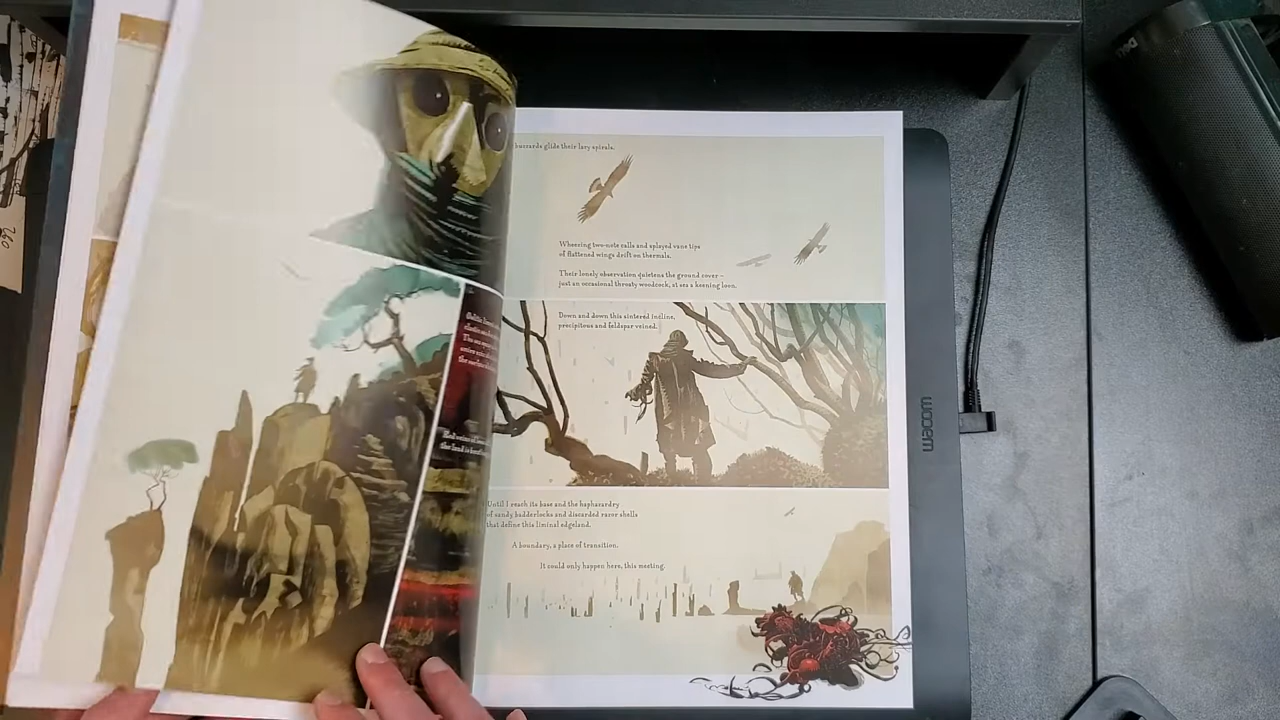 buzzards glide their lazy spirals.
Wheezing two-note calls and splayed vane tips
of flattened wings drift on thermals.
Their lonely observation quietens the ground cover –
just an occasional throaty woodcock, at sea a keening loon.
Down and down this sintered incline,
precipitous and feldspar-veined.
Until I reach its base and the haphazardry
of sandy badderlocks and discarded razor shells
that define this liminal edgeland.
A boundary, a place of transition.
It could only happen here, this meeting.
wacom
DELL
260